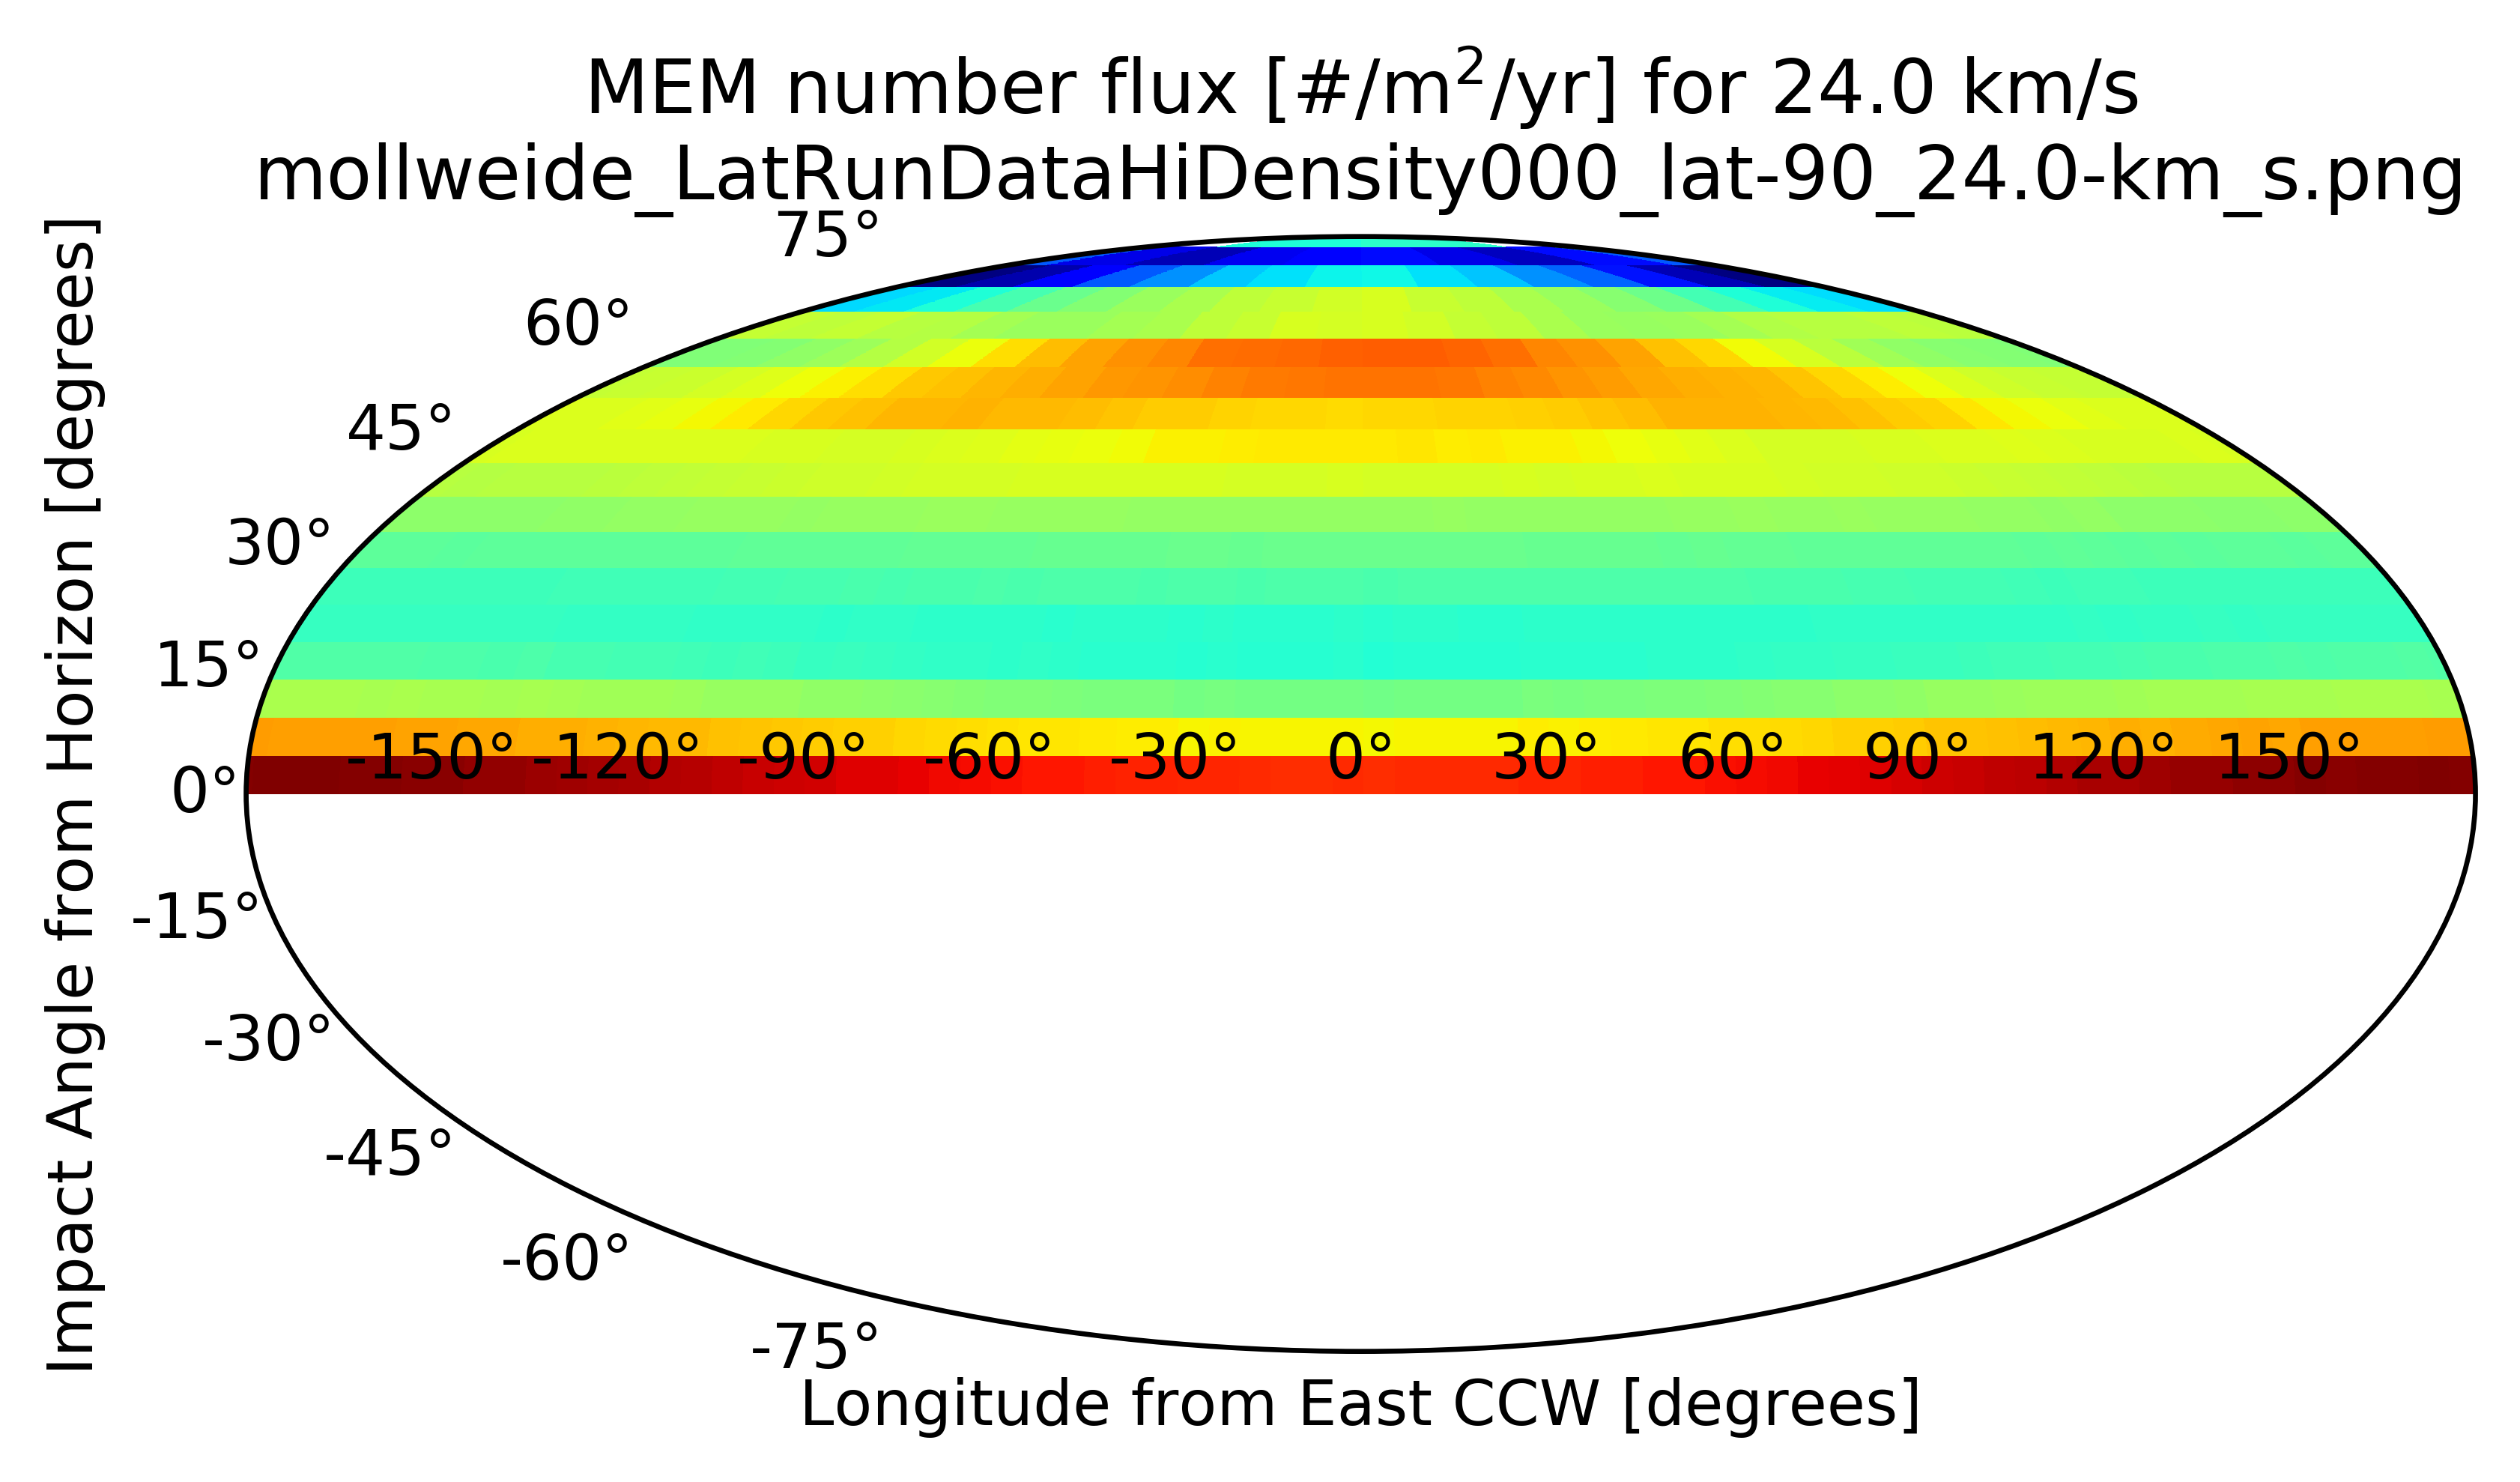 MEM number flux [#/m²/yr] for 24.0 km/s
mollweide_LatRunDataHiDensity000_lat-90_24.0-km_s.png
Impact Angle from Horizon [degrees]
75°
60°
45°
30°
15°
0°
-15°
-30°
-45°
-60°
-75°
-150° -120° -90° -60° -30° 0° 30° 60° 90° 120° 150°
Longitude from East CCW [degrees]